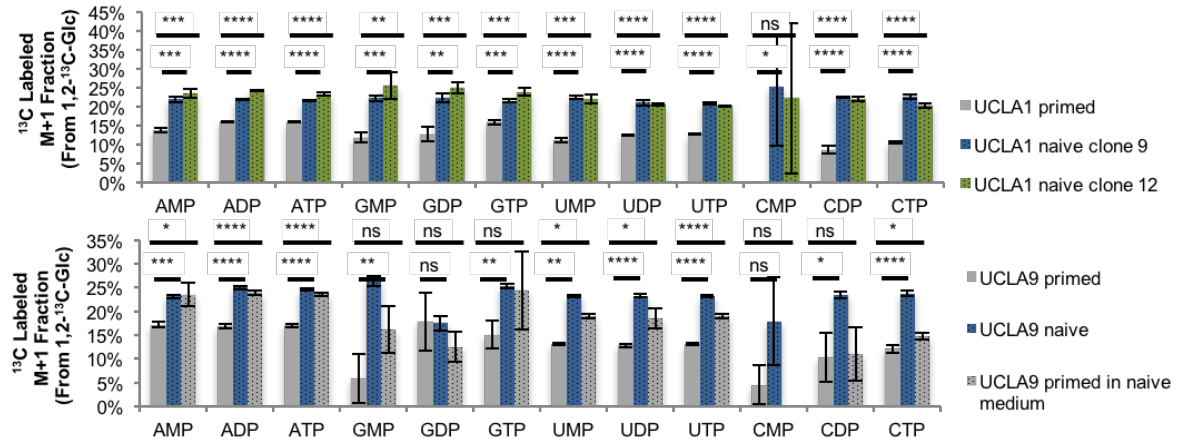 45%
40%
35%
30%
25%
20%
15%
10%
5%
0%
¹³C Labeled
M+1 Fraction
(From 1,2-¹³C-Glc)
*** *** **** ** *** *** *** *** *** ns **** ****
*** **** **** *** ** *** **** **** **** * **** ****
AMP ADP ATP GMP GDP GTP UMP UDP UTP CMP CDP CTP
UCLA1 primed
UCLA1 naive clone 9
UCLA1 naive clone 12
35%
30%
25%
20%
15%
10%
5%
0%
¹³C Labeled
M+1 Fraction
(From 1,2-¹³C-Glc)
* **** **** ns ns ns * * **** ns ns *
*** **** **** ** ns ** ** **** **** ns * ****
AMP ADP ATP GMP GDP GTP UMP UDP UTP CMP CDP CTP
UCLA9 primed
UCLA9 naive
UCLA9 primed in naive
medium